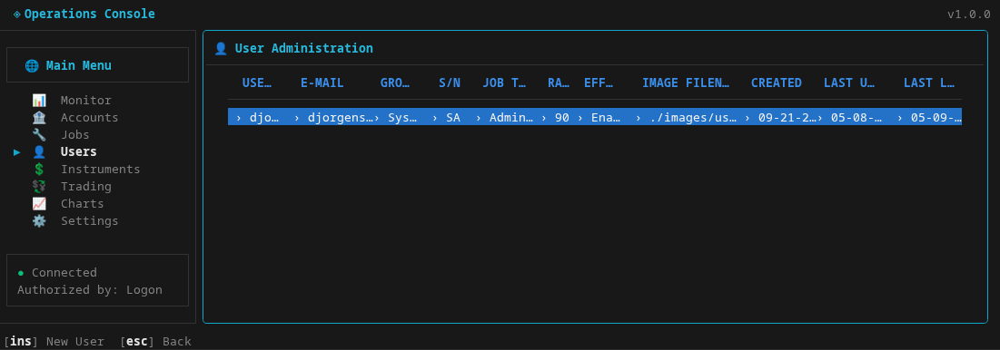 Operations Console v1.0.0
Main Menu
Monitor
Accounts
Jobs
Users
Instruments
Trading
Charts
Settings
Connected
Authorized by: Logon
User Administration
USE… E-MAIL GRO… S/N JOB T… RA… EFF… IMAGE FILEN… CREATED LAST U… LAST L…
› djo… › djorgens… › Sys… › SA › Admin… › 90 › Ena… › ./images/us… › 09-21-2… › 05-08-… › 05-09-…
[ins] New User [esc] Back